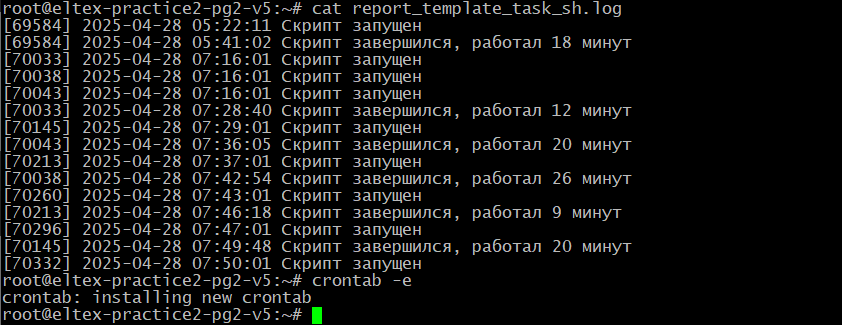 root@eltex-practice2-pg2-v5:~# cat report_template_task_sh.log
[69584] 2025-04-28 05:22:11 Скрипт запущен
[69584] 2025-04-28 05:41:02 Скрипт завершился, работал 18 минут
[70033] 2025-04-28 07:16:01 Скрипт запущен
[70038] 2025-04-28 07:16:01 Скрипт запущен
[70043] 2025-04-28 07:16:01 Скрипт запущен
[70033] 2025-04-28 07:28:40 Скрипт завершился, работал 12 минут
[70145] 2025-04-28 07:29:01 Скрипт запущен
[70043] 2025-04-28 07:36:05 Скрипт завершился, работал 20 минут
[70213] 2025-04-28 07:37:01 Скрипт запущен
[70038] 2025-04-28 07:42:54 Скрипт завершился, работал 26 минут
[70260] 2025-04-28 07:43:01 Скрипт запущен
[70213] 2025-04-28 07:46:18 Скрипт завершился, работал 9 минут
[70296] 2025-04-28 07:47:01 Скрипт запущен
[70145] 2025-04-28 07:49:48 Скрипт завершился, работал 20 минут
[70332] 2025-04-28 07:50:01 Скрипт запущен
root@eltex-practice2-pg2-v5:~# crontab -e
crontab: installing new crontab
root@eltex-practice2-pg2-v5:~#